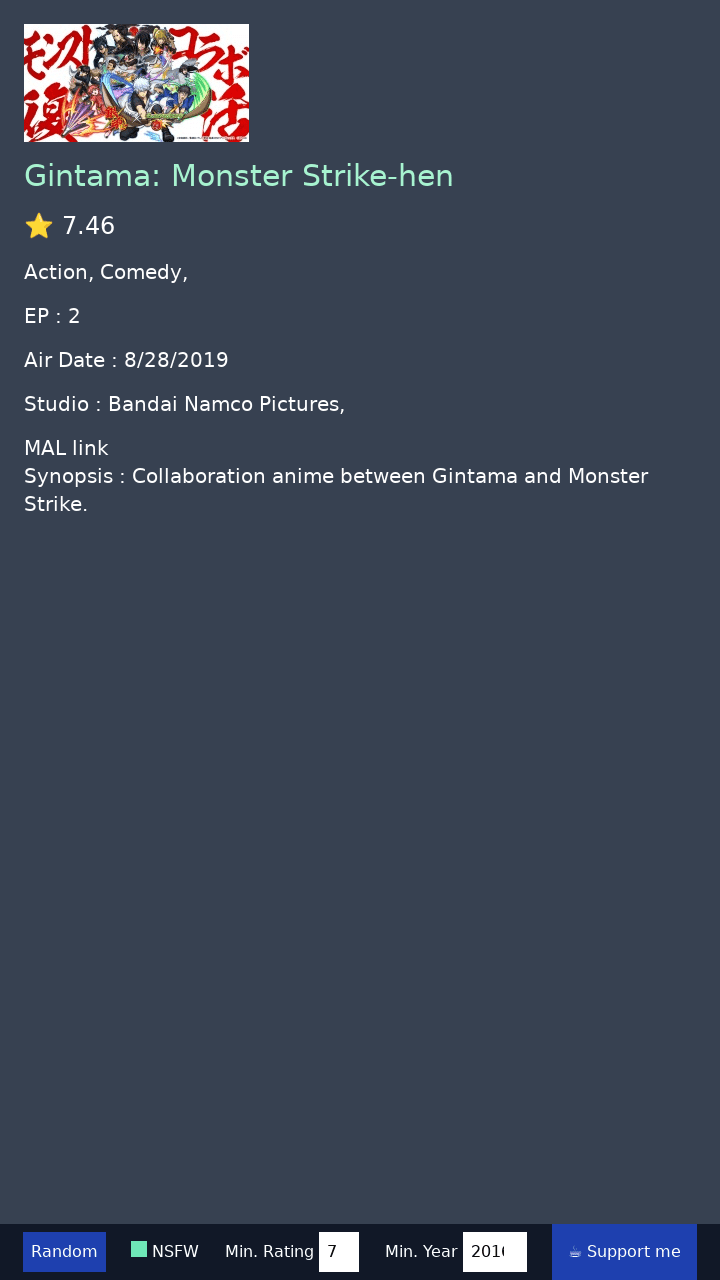 モンスト コラボ
復活
Gintama: Monster Strike-hen
⭐ 7.46
Action, Comedy,
EP : 2
Air Date : 8/28/2019
Studio : Bandai Namco Pictures,
MAL link
Synopsis : Collaboration anime between Gintama and Monster
Strike.
Random NSFW Min. Rating 7 Min. Year ☕ Support me